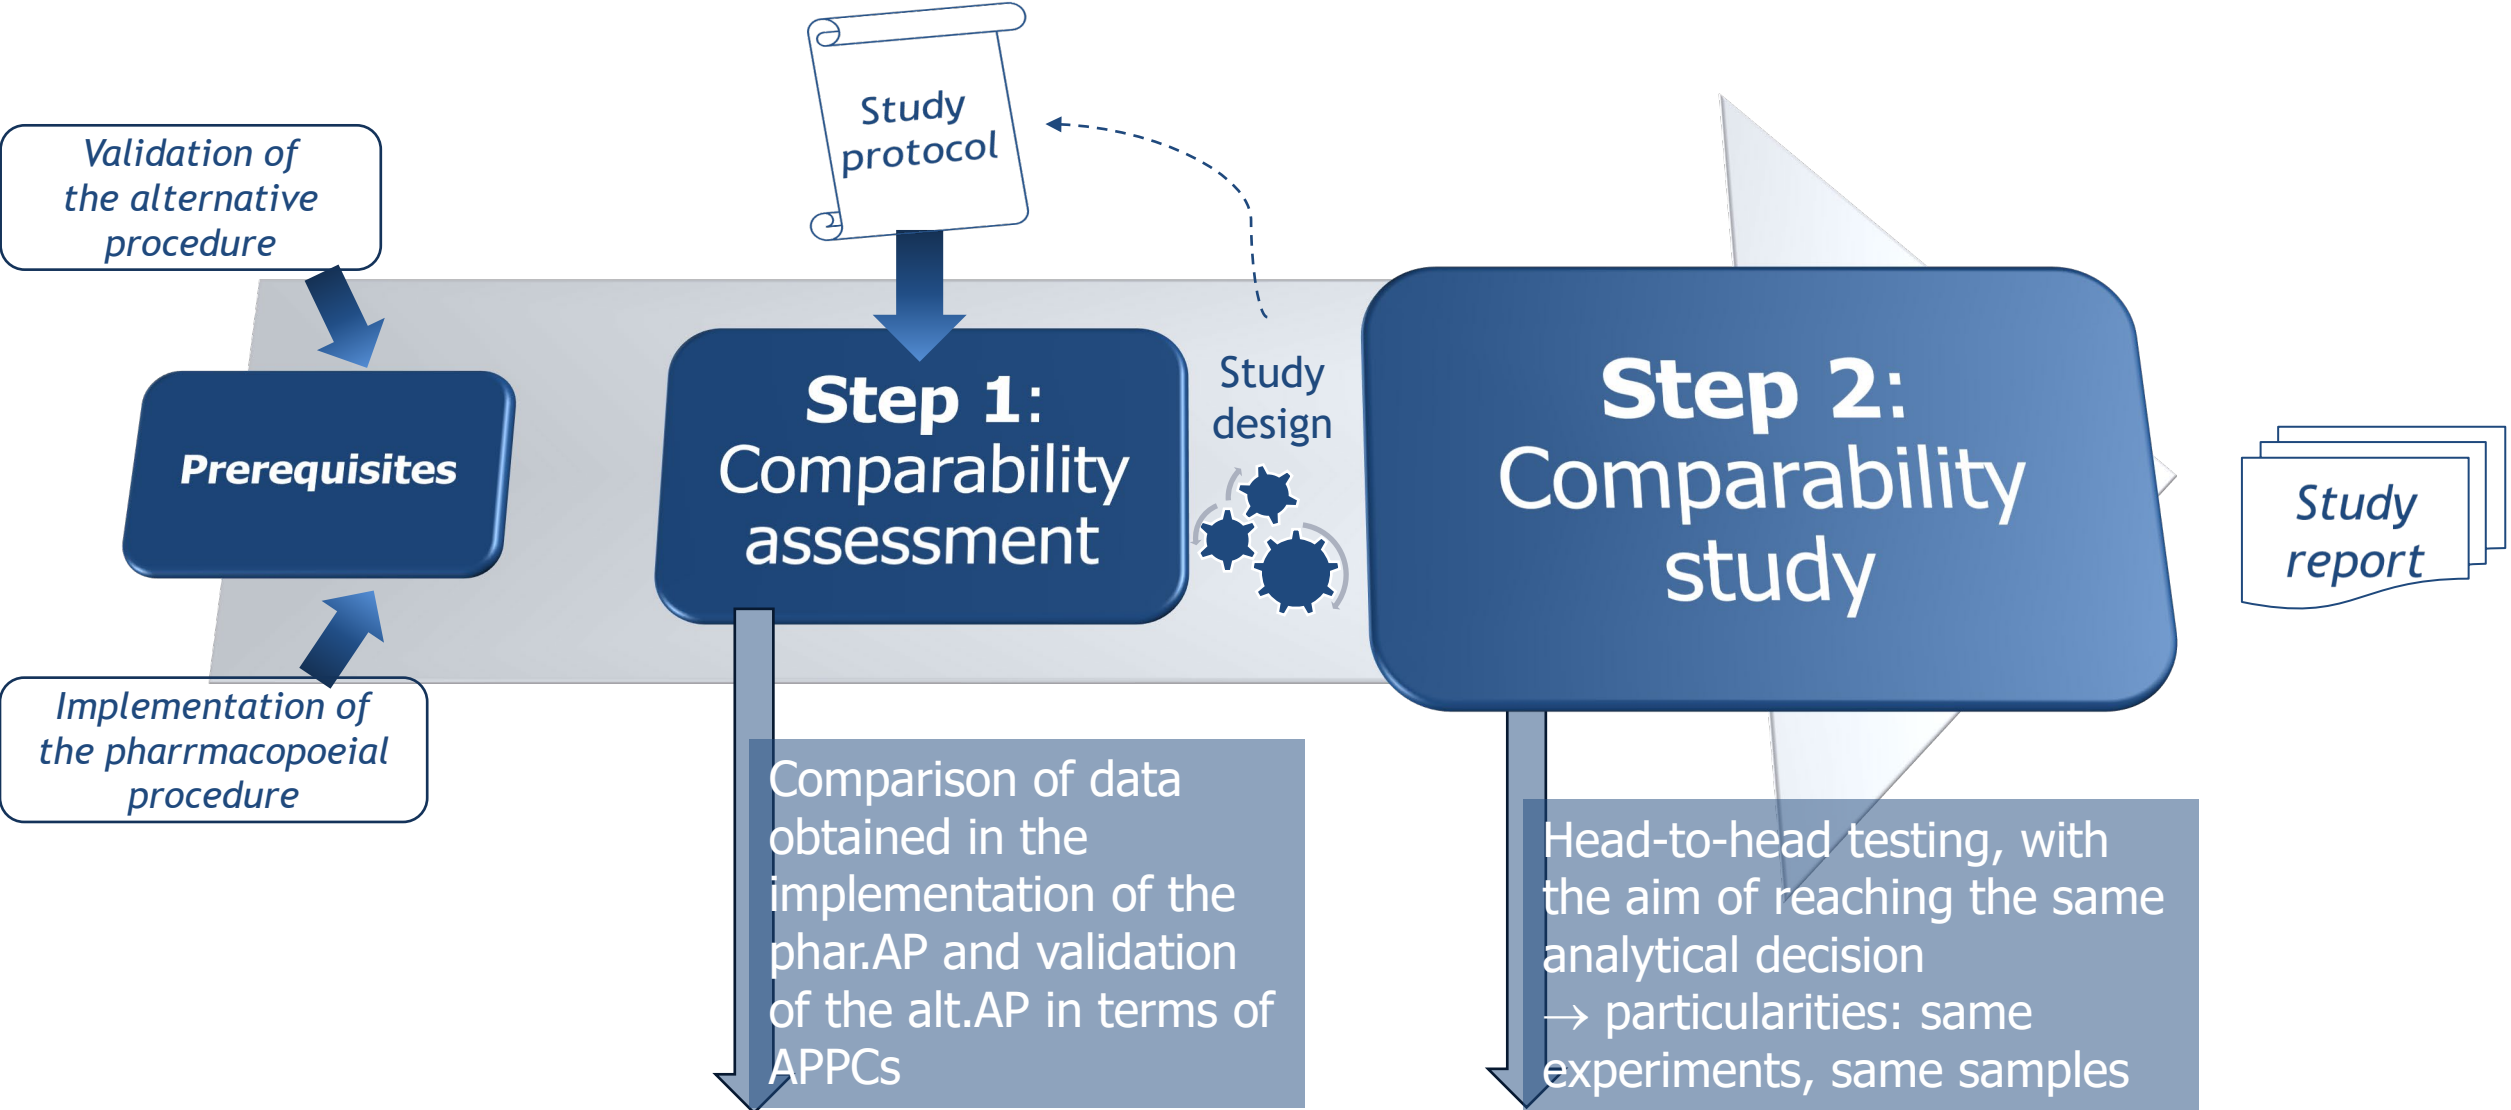 Validation of
the alternative
procedure
Prerequisites
Implementation of
the pharrmacopoeial
procedure
Study
protocol
Step 1:
Comparability
assessment
Comparison of data
obtained in the
implementation of the
phar.AP and validation
of the alt.AP in terms of
APPCs
Study
design
Step 2:
Comparability
study
Head-to-head testing, with
the aim of reaching the same
analytical decision
→ particularities: same
experiments, same samples
Study
report